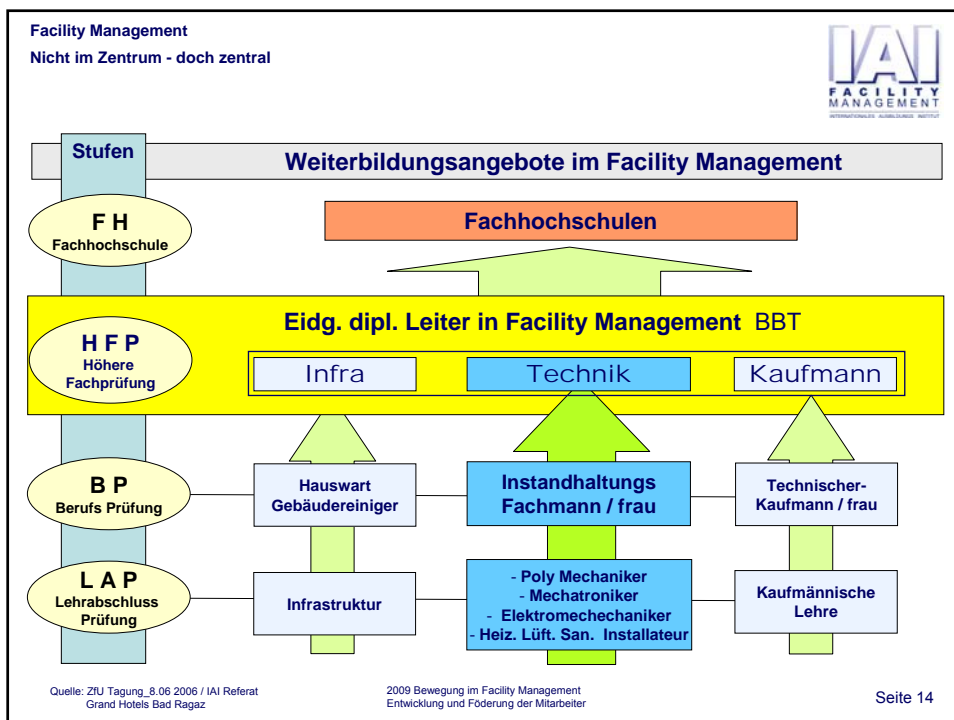 Facility Management
Nicht im Zentrum - doch zentral
IAI
FACILITY
MANAGEMENT
INTERNATIONALES AUSBILDUNGS INSTITUT
Stufen
Weiterbildungsangebote im Facility Management
F H
Fachhochschule
Fachhochschulen
Eidg. dipl. Leiter in Facility Management BBT
H F P
Höhere
Fachprüfung
Infra
Technik
Kaufmann
B P
Berufs Prüfung
Hauswart
Gebäudereiniger
Instandhaltungs
Fachmann / frau
Technischer-
Kaufmann / frau
L A P
Lehrabschluss
Prüfung
Infrastruktur
- Poly Mechaniker
- Mechatroniker
- Elektromechechaniker
- Heiz. Lüft. San. Installateur
Kaufmännische
Lehre
Quelle: ZfU Tagung_8.06 2006 / IAI Referat
Grand Hotels Bad Ragaz
2009 Bewegung im Facility Management
Entwicklung und Föderung der Mitarbeiter
Seite 14